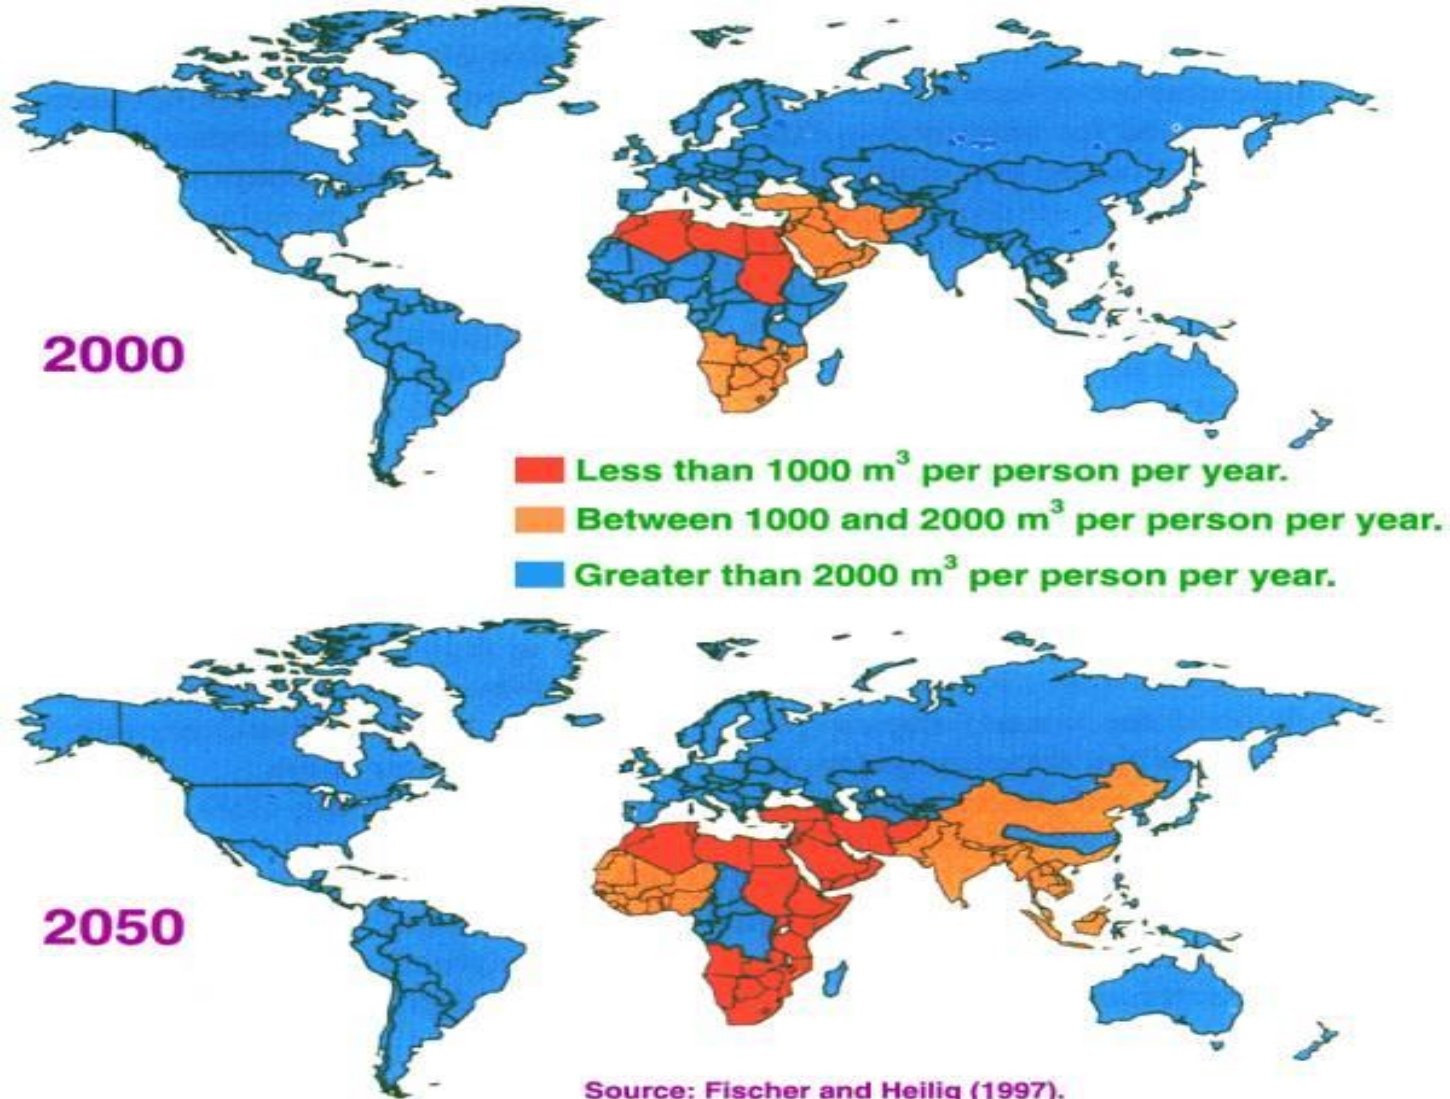 2000
Less than 1000 m³ per person per year.
Between 1000 and 2000 m³ per person per year.
Greater than 2000 m³ per person per year.
2050
Source: Fischer and Heilig (1997).